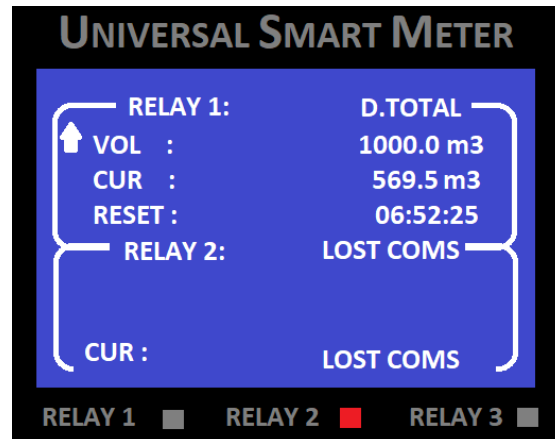 UNIVERSAL SMART METER
RELAY 1: D.TOTAL
VOL : 1000.0 m3
CUR : 569.5 m3
RESET : 06:52:25
RELAY 2: LOST COMS
CUR : LOST COMS
RELAY 1 RELAY 2 RELAY 3